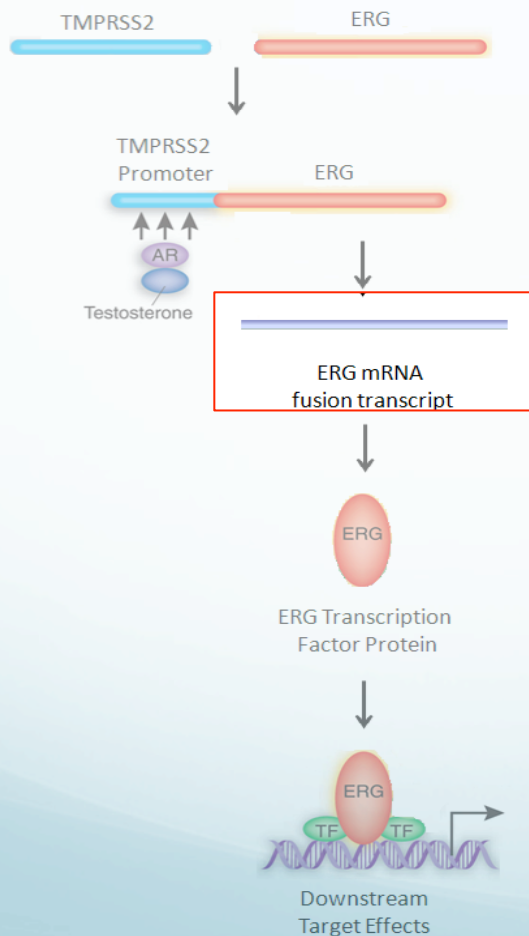 TMPRSS2
ERG
TMPRSS2
Promoter
ERG
AR
Testosterone
ERG mRNA
fusion transcript
ERG
ERG Transcription
Factor Protein
ERG
TF
TF
Downstream
Target Effects